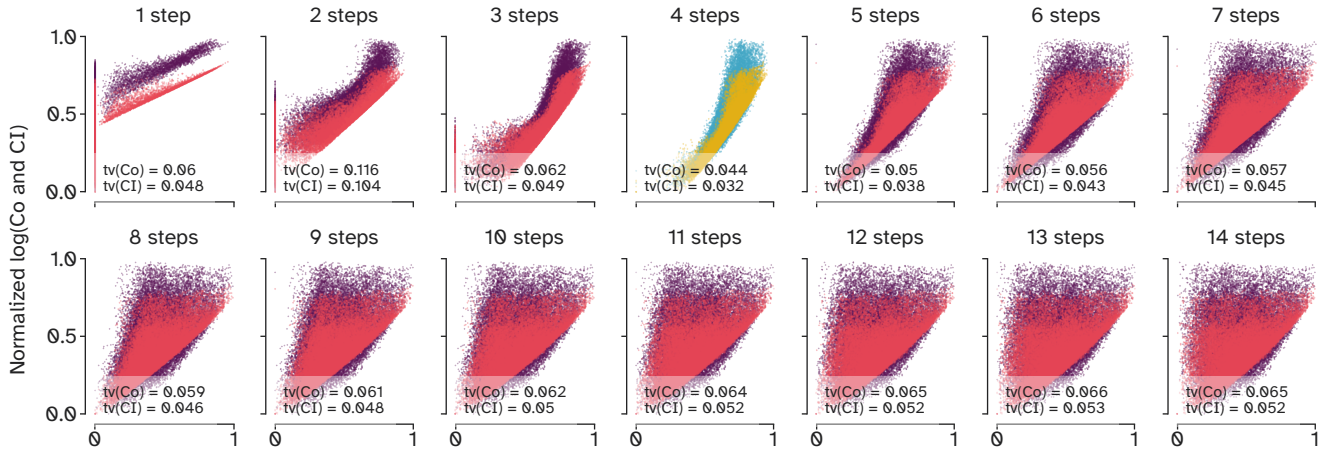 1 step
2 steps
3 steps
4 steps
5 steps
6 steps
7 steps
Normalized log(Co and CI)
1.0
0.5
0.0
tv(Co) = 0.06
tv(CI) = 0.048
tv(Co) = 0.116
tv(CI) = 0.104
tv(Co) = 0.062
tv(CI) = 0.049
tv(Co) = 0.044
tv(CI) = 0.032
tv(Co) = 0.05
tv(CI) = 0.038
tv(Co) = 0.056
tv(CI) = 0.043
tv(Co) = 0.057
tv(CI) = 0.045
8 steps
9 steps
10 steps
11 steps
12 steps
13 steps
14 steps
1.0
0.5
0.0
tv(Co) = 0.059
tv(CI) = 0.046
tv(Co) = 0.061
tv(CI) = 0.048
tv(Co) = 0.062
tv(CI) = 0.05
tv(Co) = 0.064
tv(CI) = 0.052
tv(Co) = 0.065
tv(CI) = 0.052
tv(Co) = 0.066
tv(CI) = 0.053
tv(Co) = 0.065
tv(CI) = 0.052
0 1
0 1
0 1
0 1
0 1
0 1
0 1